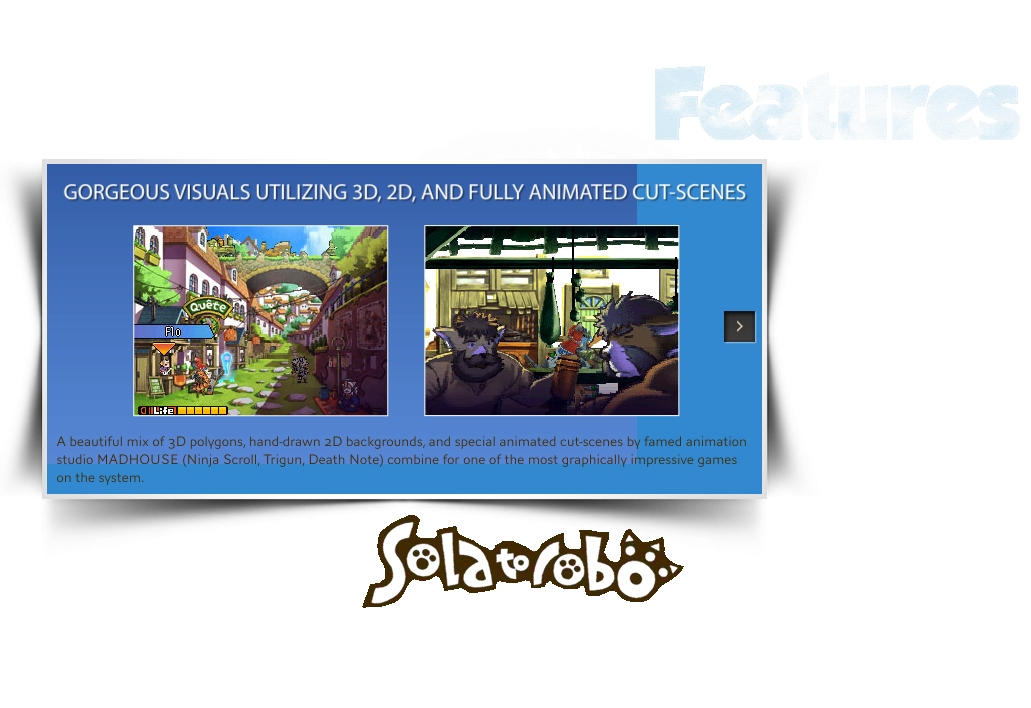 Features
GORGEOUS VISUALS UTILIZING 3D, 2D, AND FULLY ANIMATED CUT-SCENES
Quête
Flo
Life
A beautiful mix of 3D polygons, hand-drawn 2D backgrounds, and special animated cut-scenes by famed animation
studio MADHOUSE (Ninja Scroll, Trigun, Death Note) combine for one of the most graphically impressive games
on the system.
Solatorobo